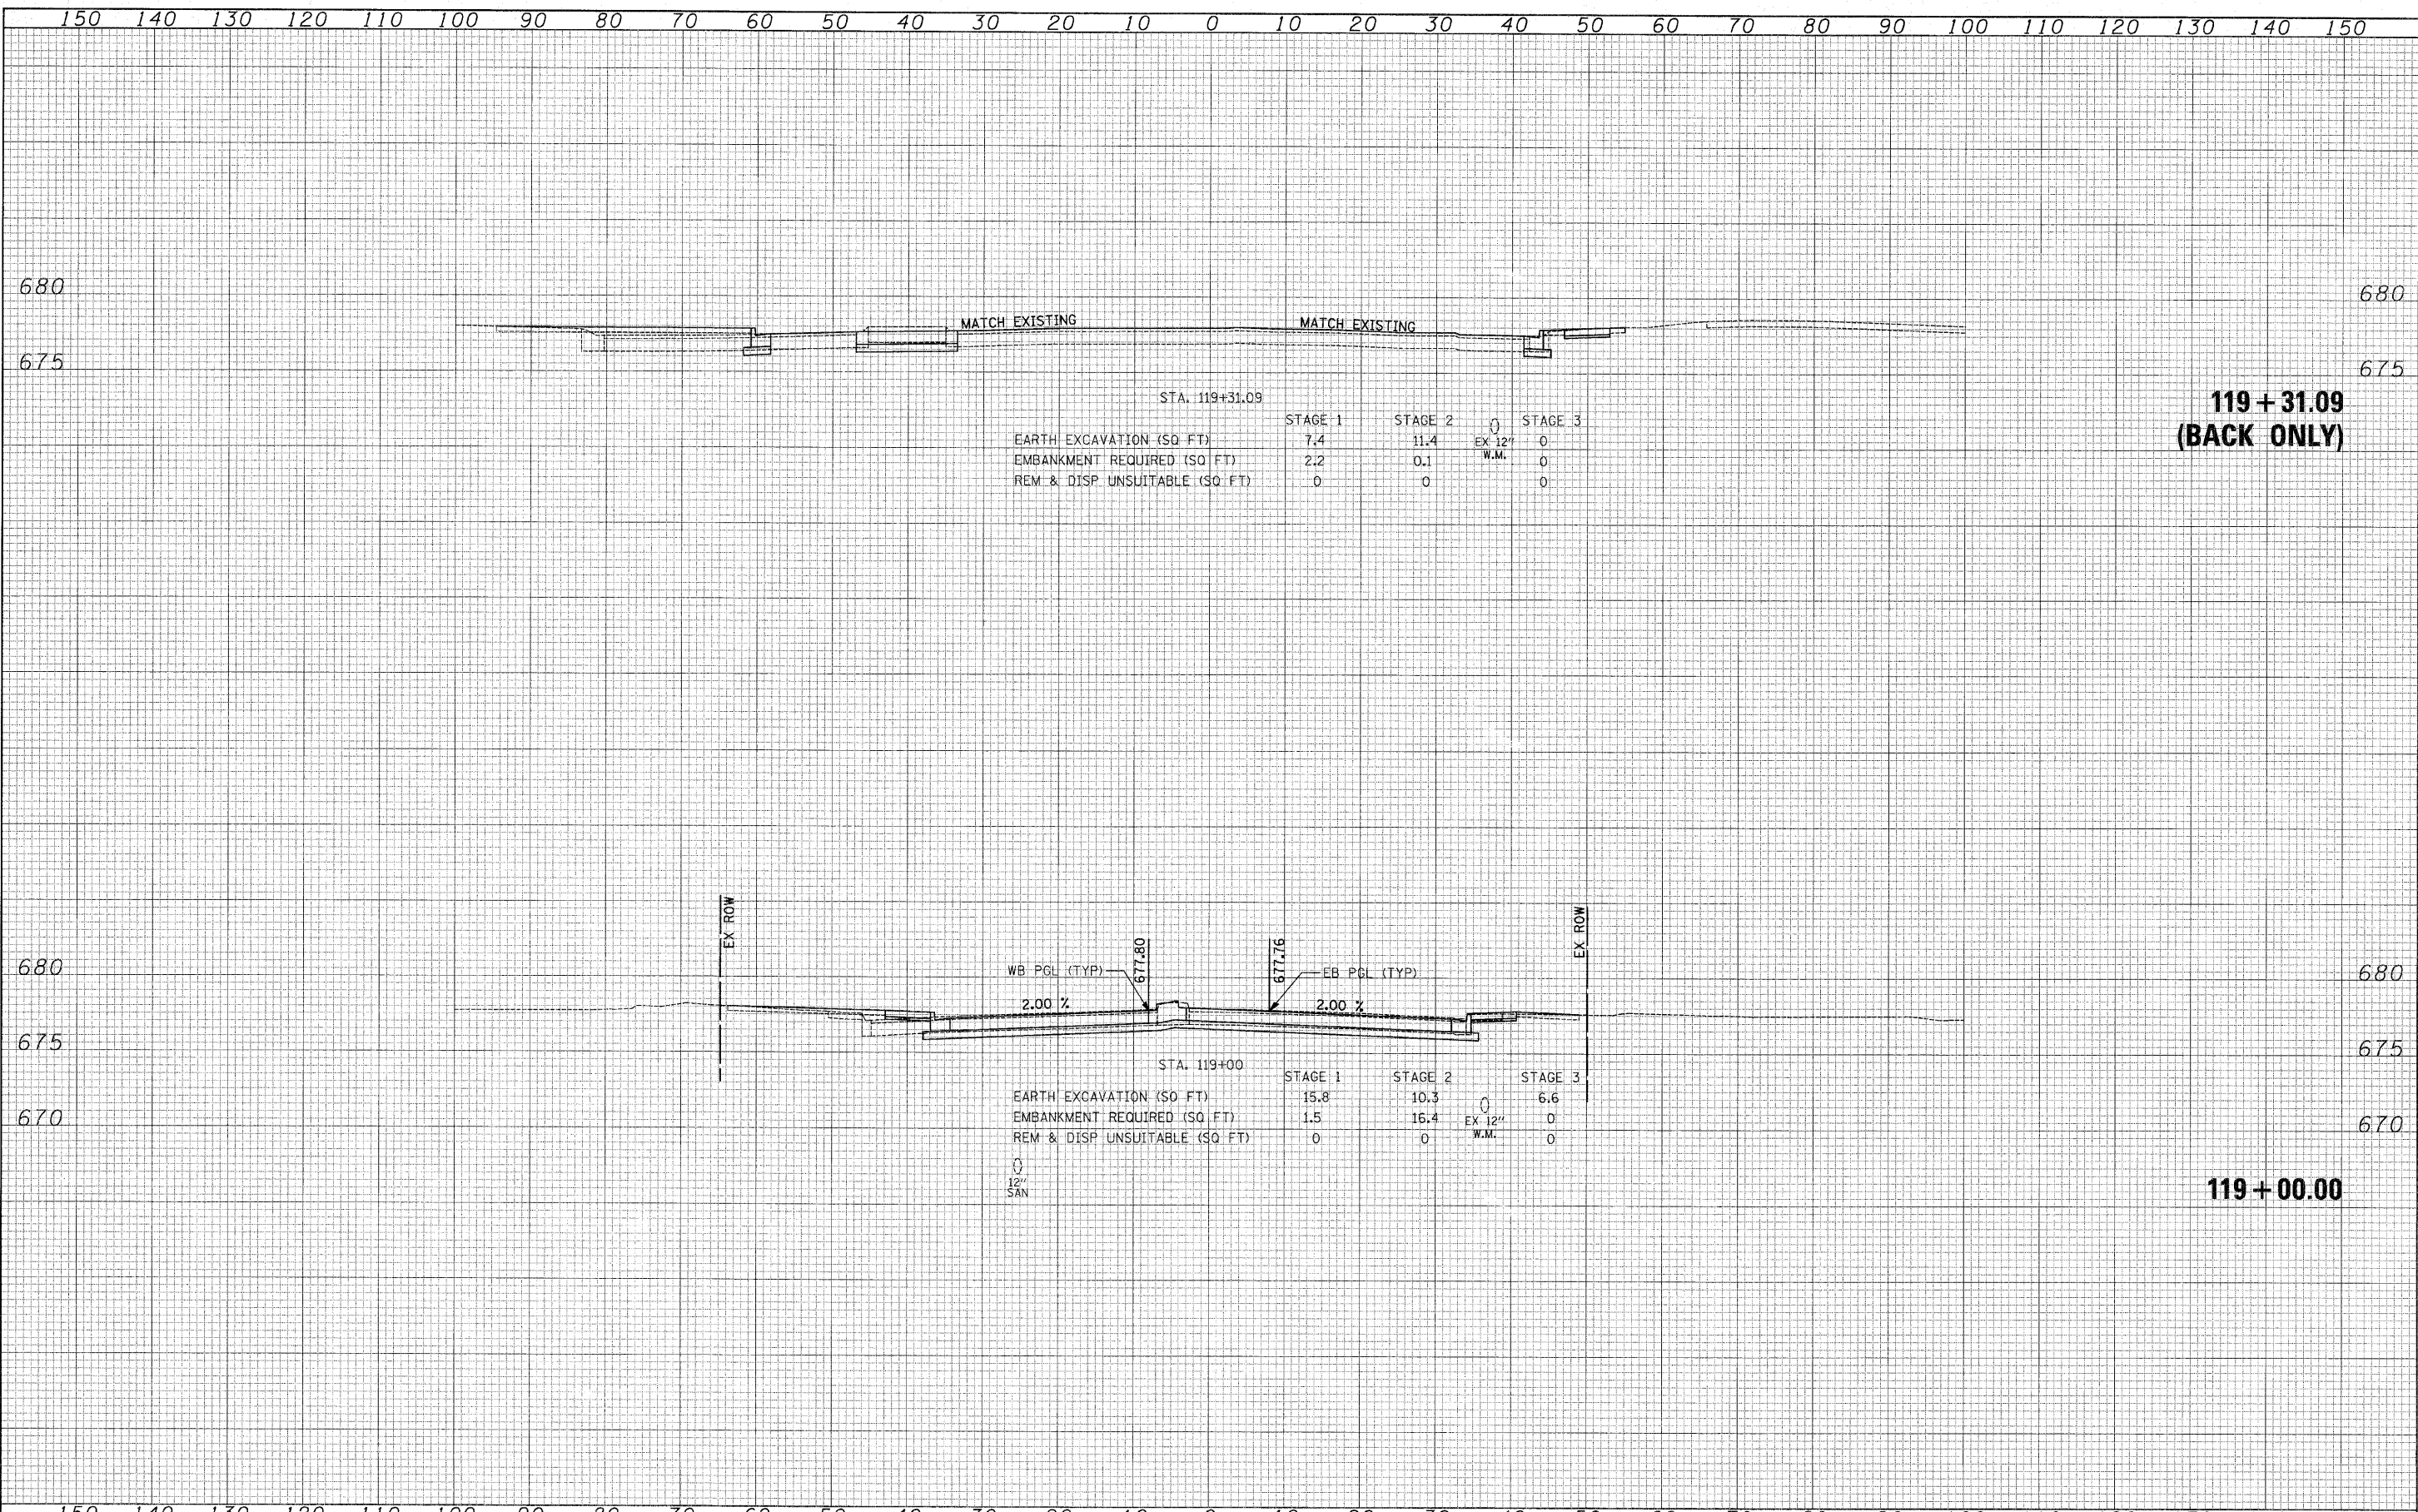 150 140 130 120 110 100 90 80 70 60 50 40 30 20 10 0 10 20 30 40 50 60 70 80 90 100 110 120 130 140 150
680 680
MATCH EXISTING MATCH EXISTING
675 675
STA. 119+31.09
119 + 31.09
(BACK ONLY)
STAGE 1 STAGE 2 STAGE 3
EARTH EXCAVATION (SQ FT) 7.4 11.4 EX 12" 0
EMBANKMENT REQUIRED (SQ FT) 2.2 0.1 W.M. 0
REM & DISP UNSUITABLE (SQ FT) 0 0 0
EX ROW EX ROW
677.80 677.76
680 WB PGL (TYP) EB PGL (TYP) 680
2.00 % 2.00 %
675 675
STA. 119+00
STAGE 1 STAGE 2 STAGE 3
EARTH EXCAVATION (SQ FT) 15.8 10.3 6.6
EMBANKMENT REQUIRED (SQ FT) 1.5 16.4 EX 12" 0
REM & DISP UNSUITABLE (SQ FT) 0 0 W.M. 0
670 670
12"
SAN
119 + 00.00